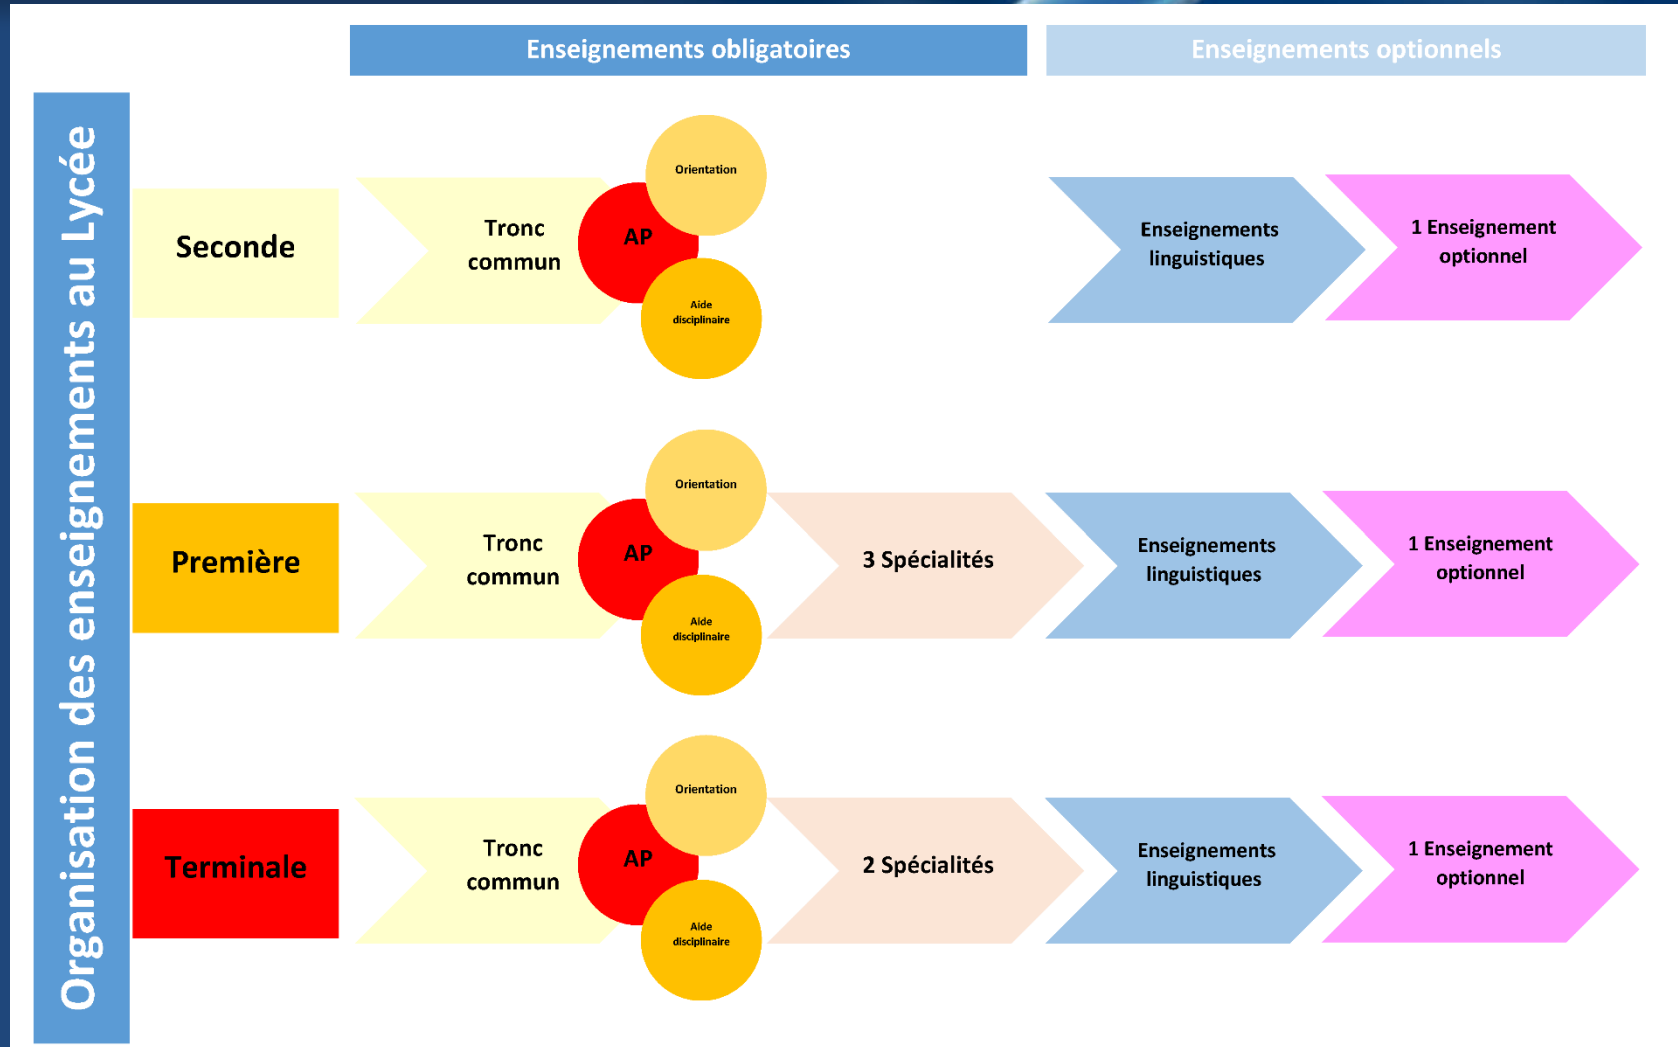 Enseignements obligatoires
Enseignements optionnels
Organisation des enseignements au Lycée
Seconde
Tronc
commun
AP
Orientation
Aide
disciplinaire
Enseignements
linguistiques
1 Enseignement
optionnel
Première
Tronc
commun
AP
Orientation
Aide
disciplinaire
3 Spécialités
Enseignements
linguistiques
1 Enseignement
optionnel
Terminale
Tronc
commun
AP
Orientation
Aide
disciplinaire
2 Spécialités
Enseignements
linguistiques
1 Enseignement
optionnel